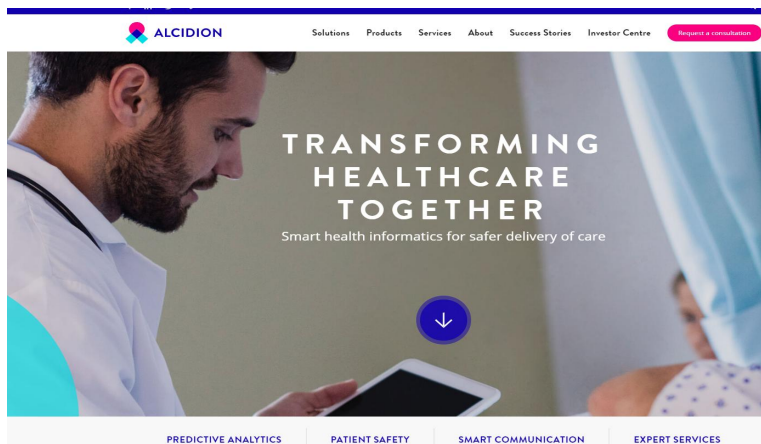 ALCIDION
Solutions Products Services About Success Stories Investor Centre Request a consultation
TRANSFORMING
HEALTHCARE
TOGETHER
Smart health informatics for safer delivery of care
PREDICTIVE ANALYTICS PATIENT SAFETY SMART COMMUNICATION EXPERT SERVICES